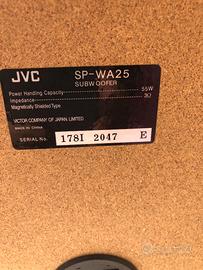 JVC SP-WA25
SUBWOOFER
Power Handling Capacity 55W
Impedance 3Ω
Magnetically Shielded Type
VICTOR COMPANY OF JAPAN, LIMITED
MADE IN CHINA
SERIAL No. 178I 2047 E